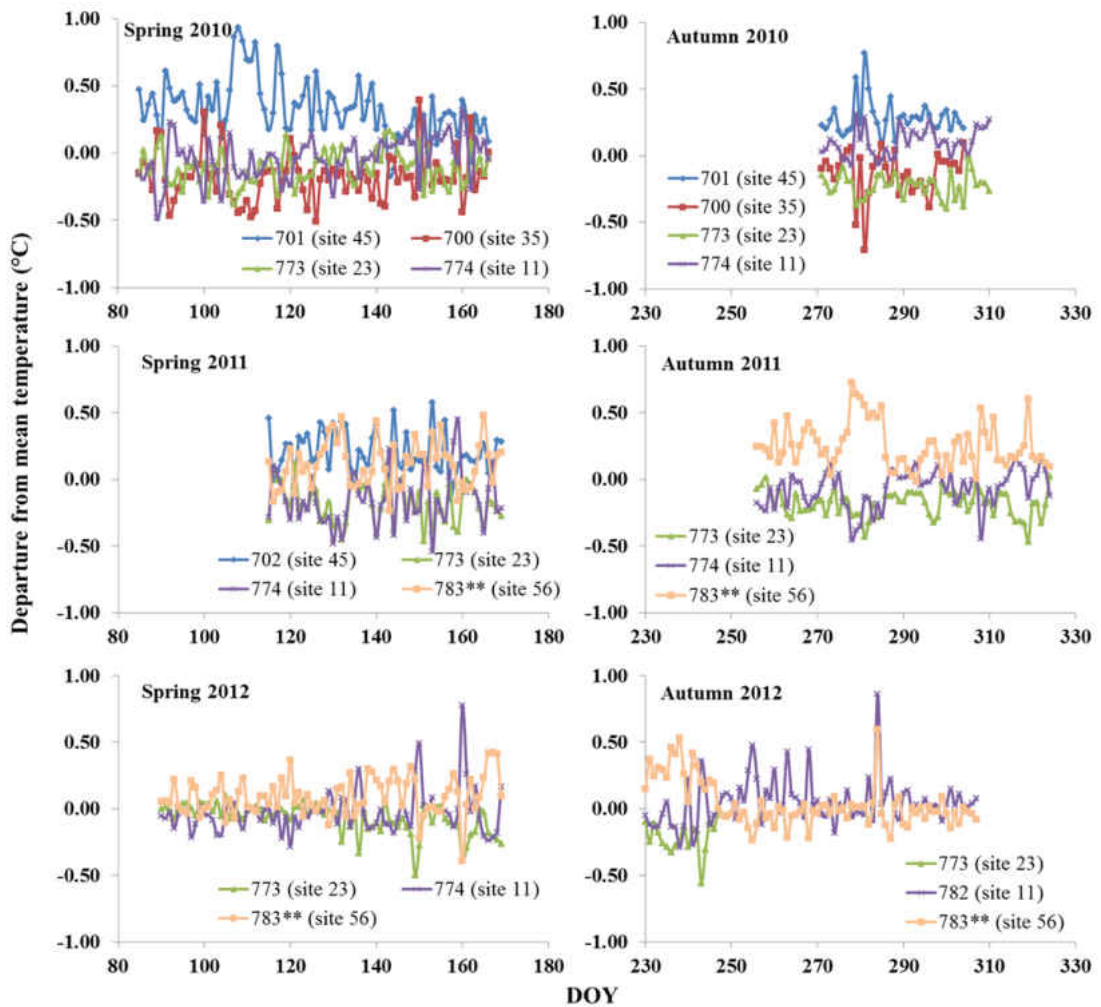 Departure from mean temperature (°C)
Spring 2010
1.00
0.50
0.00
-0.50
-1.00
701 (site 45)
700 (site 35)
773 (site 23)
774 (site 11)
80 100 120 140 160 180
Autumn 2010
1.00
0.50
0.00
-0.50
-1.00
701 (site 45)
700 (site 35)
773 (site 23)
774 (site 11)
230 250 270 290 310 330
Spring 2011
1.00
0.50
0.00
-0.50
-1.00
702 (site 45)
773 (site 23)
774 (site 11)
783** (site 56)
80 100 120 140 160 180
Autumn 2011
1.00
0.50
0.00
-0.50
-1.00
773 (site 23)
774 (site 11)
783** (site 56)
230 250 270 290 310 330
Spring 2012
1.00
0.50
0.00
-0.50
-1.00
773 (site 23)
774 (site 11)
783** (site 56)
80 100 120 140 160 180
Autumn 2012
1.00
0.50
0.00
-0.50
-1.00
773 (site 23)
782 (site 11)
783** (site 56)
230 250 270 290 310 330
DOY